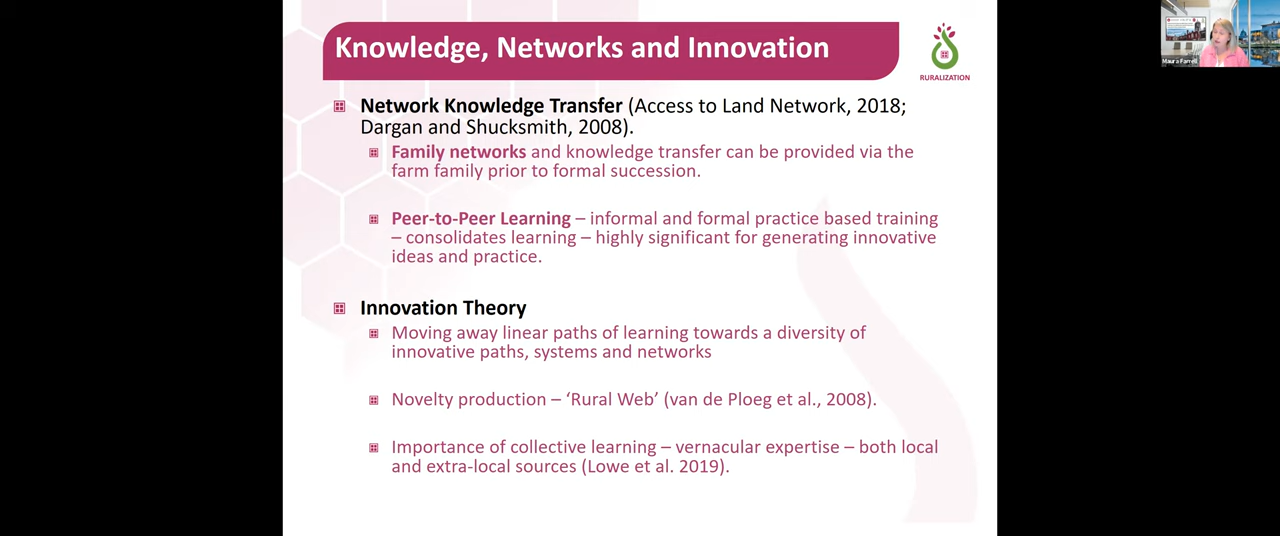 Knowledge, Networks and Innovation
RURALIZATION
Maura Farrell
Network Knowledge Transfer (Access to Land Network, 2018;
Dargan and Shucksmith, 2008).
Family networks and knowledge transfer can be provided via the
farm family prior to formal succession.
Peer-to-Peer Learning – informal and formal practice based training
– consolidates learning – highly significant for generating innovative
ideas and practice.
Innovation Theory
Moving away linear paths of learning towards a diversity of
innovative paths, systems and networks
Novelty production – ‘Rural Web’ (van de Ploeg et al., 2008).
Importance of collective learning – vernacular expertise – both local
and extra-local sources (Lowe et al. 2019).